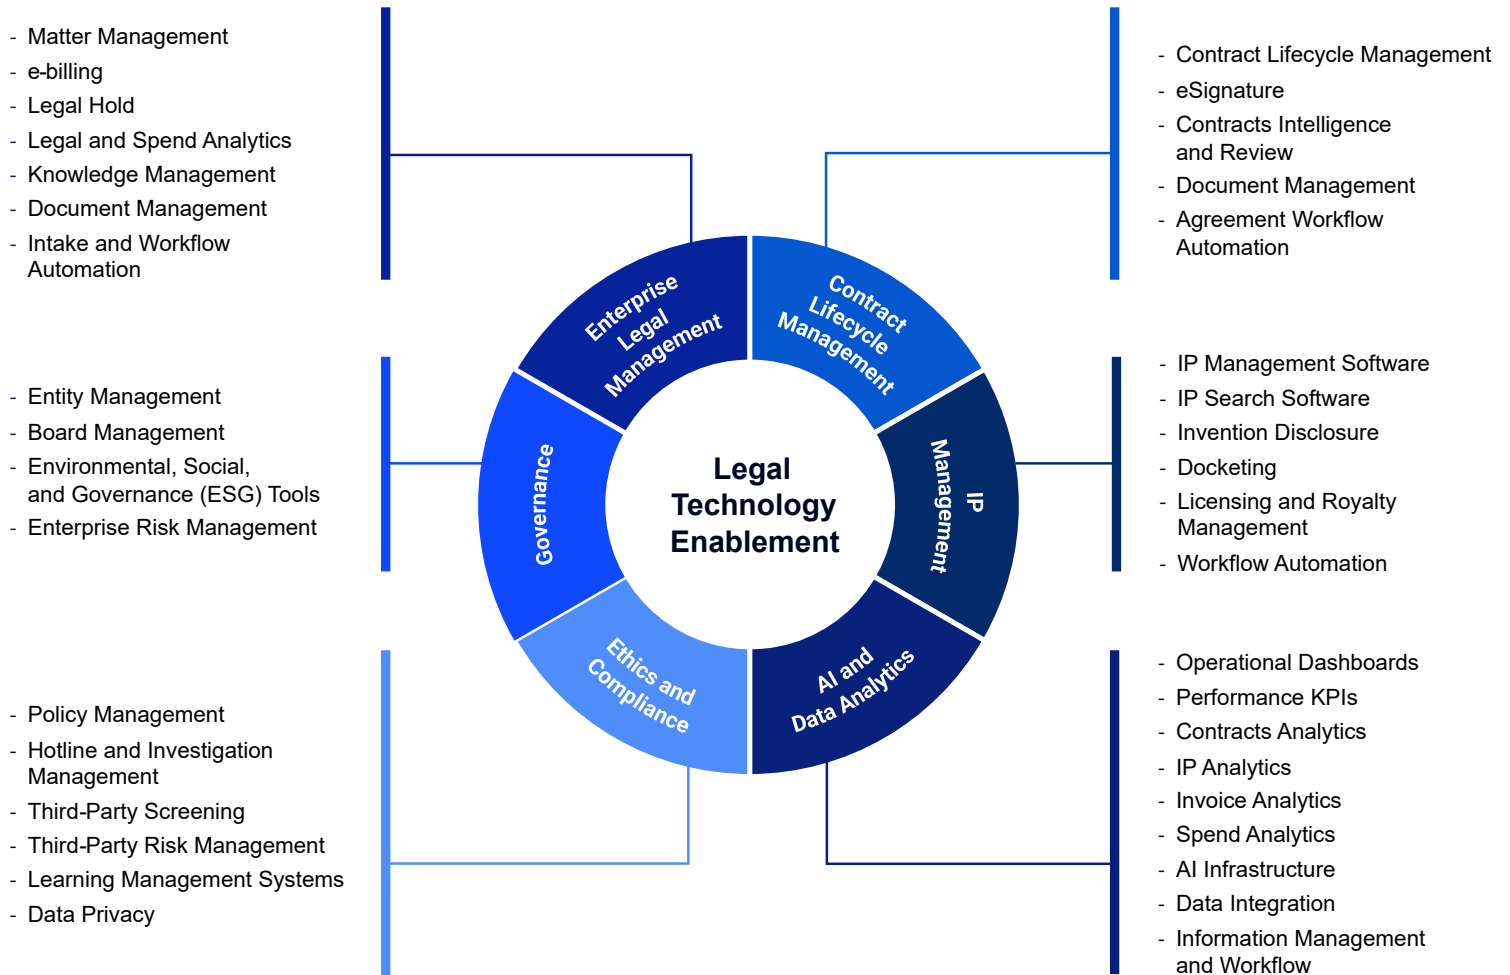 - Matter Management
- e-billing
- Legal Hold
- Legal and Spend Analytics
- Knowledge Management
- Document Management
- Intake and Workflow
Automation
- Contract Lifecycle Management
- eSignature
- Contracts Intelligence
and Review
- Document Management
- Agreement Workflow
Automation
Enterprise
Legal
Management
Contract
Lifecycle
Management
- Entity Management
- Board Management
- Environmental, Social,
and Governance (ESG) Tools
- Enterprise Risk Management
Governance
Legal
Technology
Enablement
IP
Management
- IP Management Software
- IP Search Software
- Invention Disclosure
- Docketing
- Licensing and Royalty
Management
- Workflow Automation
Ethics and
Compliance
AI and
Data Analytics
- Policy Management
- Hotline and Investigation
Management
- Third-Party Screening
- Third-Party Risk Management
- Learning Management Systems
- Data Privacy
- Operational Dashboards
- Performance KPIs
- Contracts Analytics
- IP Analytics
- Invoice Analytics
- Spend Analytics
- AI Infrastructure
- Data Integration
- Information Management
and Workflow